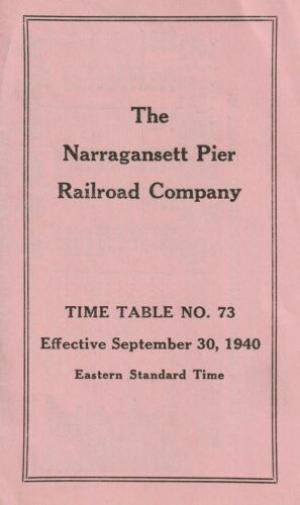 The
Narragansett Pier
Railroad Company
TIME TABLE NO. 73
Effective September 30, 1940
Eastern Standard Time